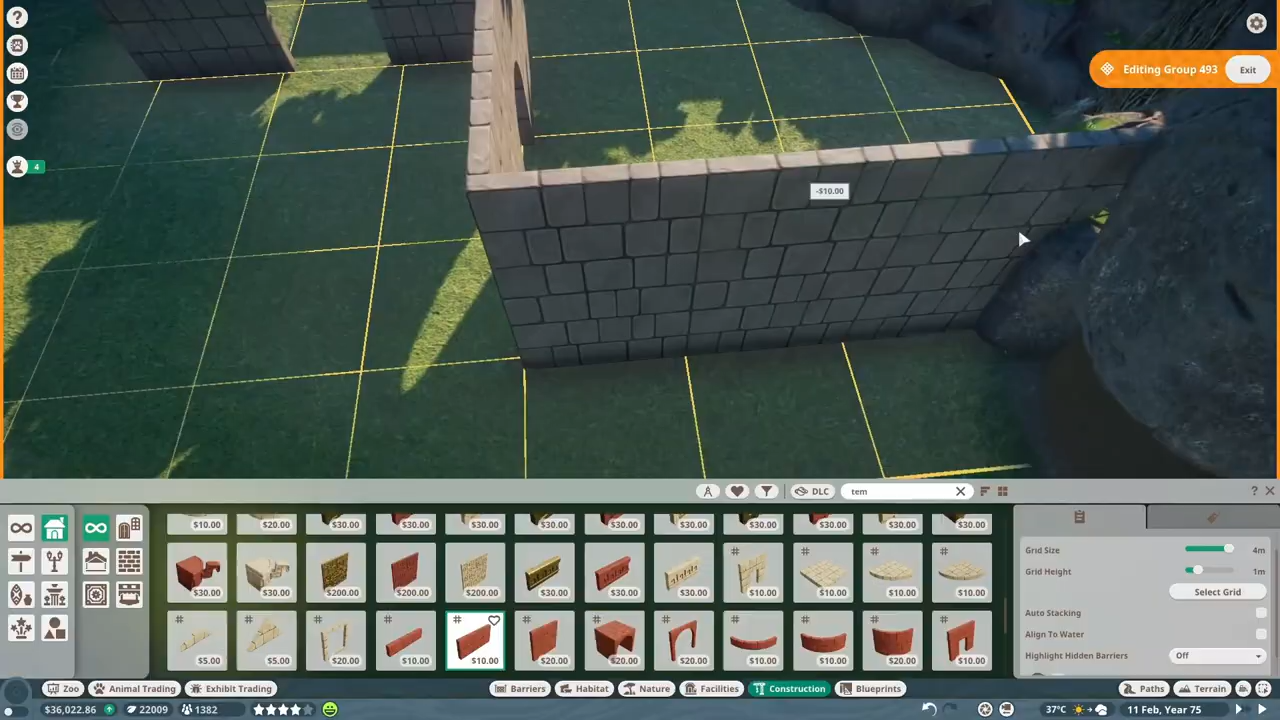 ?
Editing Group 493
Exit
4
-$10.00
DLC
tem
?
$10.00 $20.00 $30.00 $30.00 $30.00 $30.00 $30.00 $30.00 $30.00 $30.00 $30.00 $30.00
$30.00 $30.00 $200.00 $200.00 $200.00 $30.00 $30.00 $30.00 $10.00 $10.00 $10.00 $10.00
$5.00 $5.00 $20.00 $10.00 $10.00 $20.00 $20.00 $20.00 $10.00 $10.00 $20.00 $10.00
Grid Size 4m
Grid Height 1m
Select Grid
Auto Stacking
Align To Water
Highlight Hidden Barriers Off
Zoo Animal Trading Exhibit Trading Barriers Habitat Nature Facilities Construction Blueprints Paths Terrain
$36,022.86 22009 1382 37°C 11 Feb, Year 75